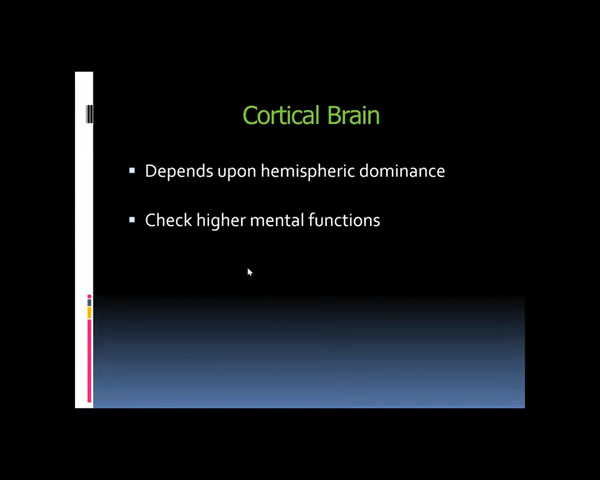 Cortical Brain
▪ Depends upon hemispheric dominance
▪ Check higher mental functions